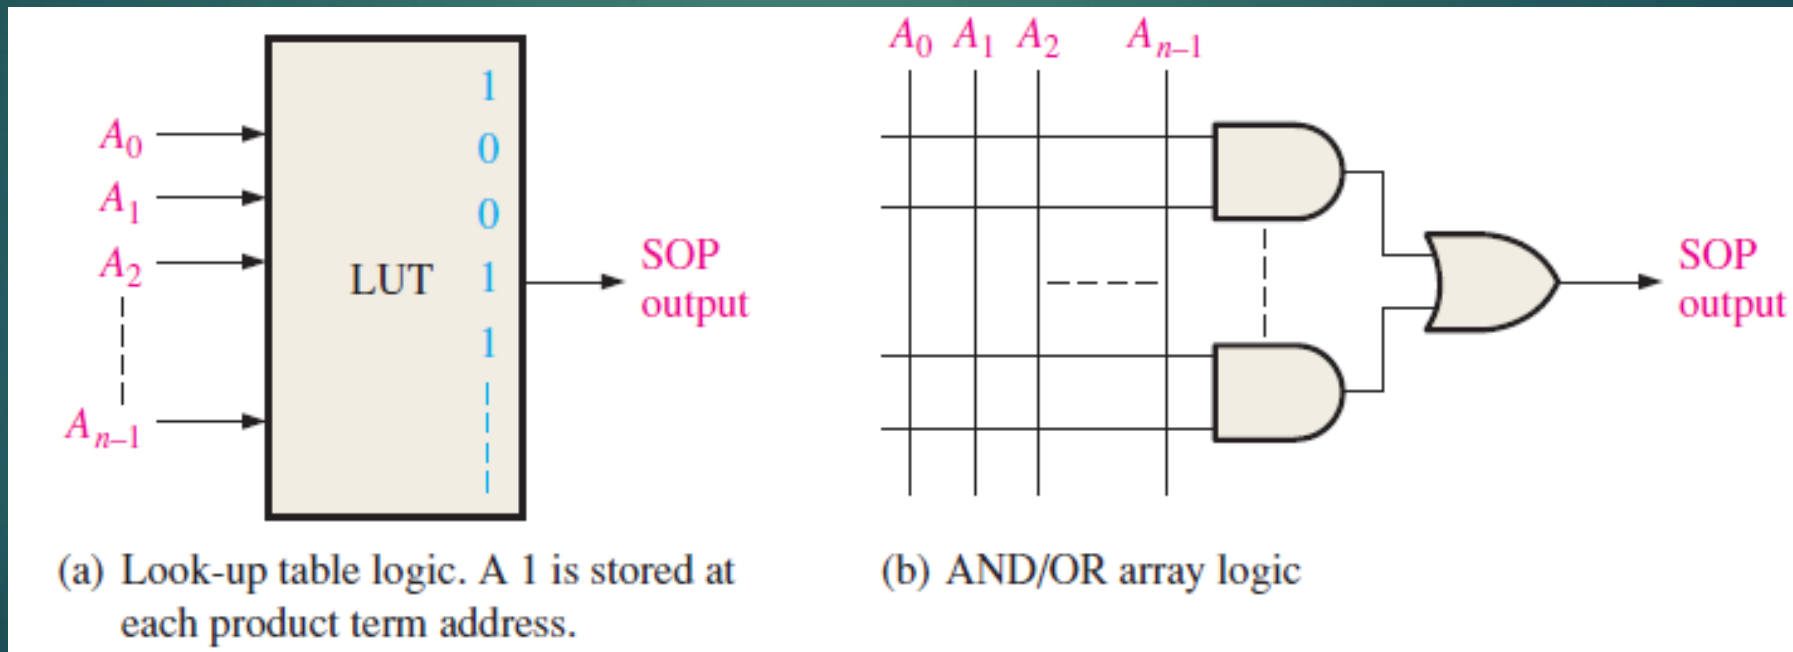 A0
A1
A2
An–1
LUT
1
0
0
1
1
SOP
output
(a) Look-up table logic. A 1 is stored at
each product term address.
A0 A1 A2 An–1
SOP
output
(b) AND/OR array logic